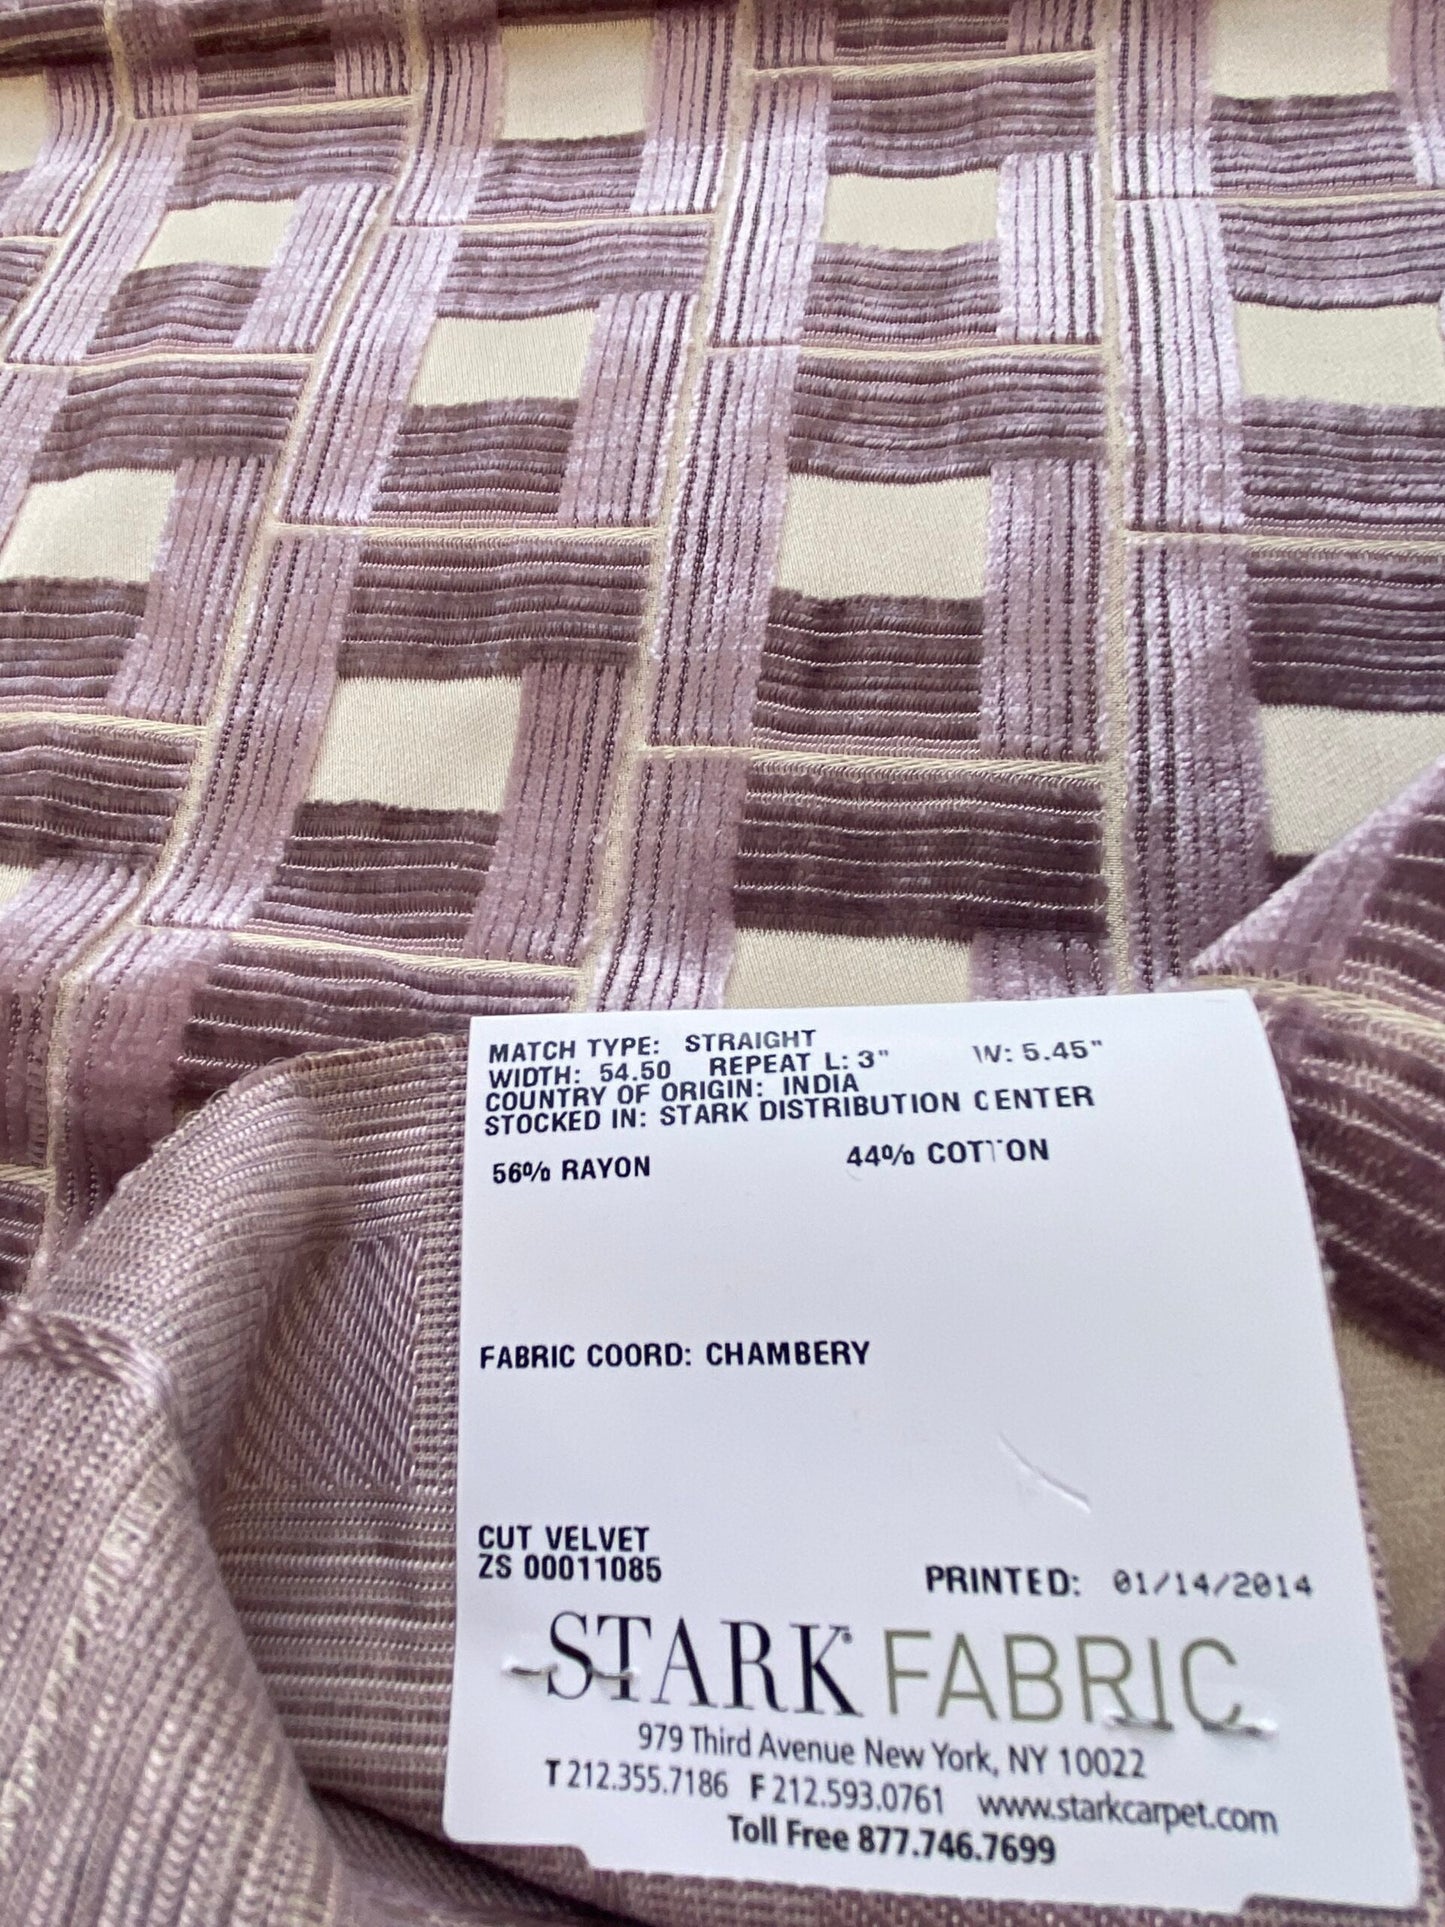 MATCH TYPE: STRAIGHT
WIDTH: 54.50 REPEAT L: 3" W: 5.45"
COUNTRY OF ORIGIN: INDIA
STOCKED IN: STARK DISTRIBUTION CENTER
56% RAYON 44% COTTON
FABRIC COORD: CHAMBERY
CUT VELVET
ZS 00011085
PRINTED: 01/14/2014
STARK® FABRIC
979 Third Avenue New York, NY 10022
T 212.355.7186 F 212.593.0761 www.starkcarpet.com
Toll Free 877.746.7699